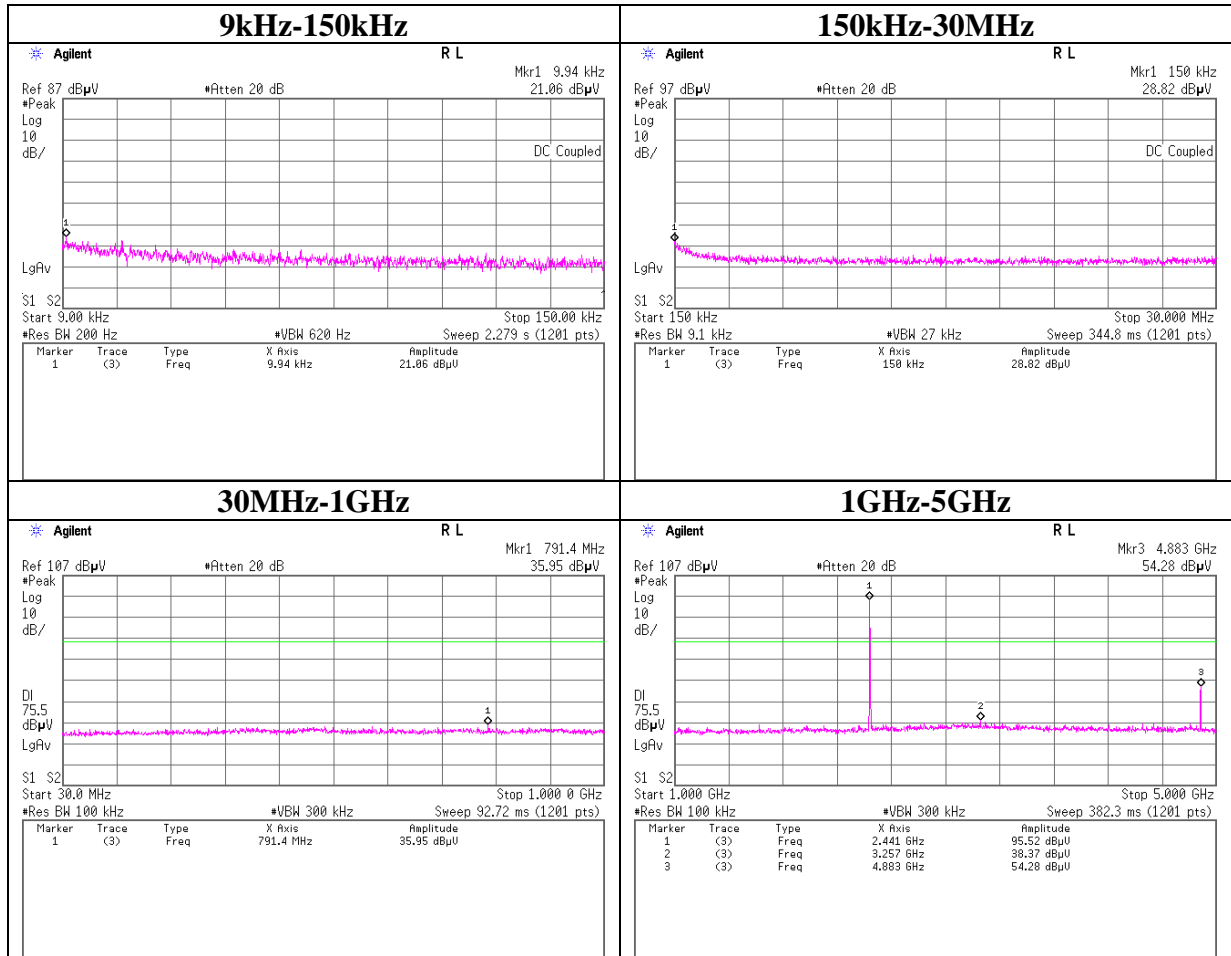 9kHz-150kHz
Agilent R L
Mkr1 9.94 kHz
Ref 87 dBµV #Atten 20 dB 21.06 dBµV
#Peak
Log
10
dB/
DC Coupled
1
LgAv
S1 S2
Start 9.00 kHz Stop 150.00 kHz
#Res BW 200 Hz #VBW 620 Hz Sweep 2.279 s (1201 pts)
Marker Trace Type X Axis Amplitude
1 (3) Freq 9.94 kHz 21.06 dBµV
150kHz-30MHz
Agilent R L
Mkr1 150 kHz
Ref 97 dBµV #Atten 20 dB 28.82 dBµV
#Peak
Log
10
dB/
DC Coupled
1
LgAv
S1 S2
Start 150 kHz Stop 30.000 MHz
#Res BW 9.1 kHz #VBW 27 kHz Sweep 344.8 ms (1201 pts)
Marker Trace Type X Axis Amplitude
1 (3) Freq 150 kHz 28.82 dBµV
30MHz-1GHz
Agilent R L
Mkr1 791.4 MHz
Ref 107 dBµV #Atten 20 dB 35.95 dBµV
#Peak
Log
10
dB/
DI
75.5
dBµV
1
LgAv
S1 S2
Start 30.0 MHz Stop 1.000 0 GHz
#Res BW 100 kHz #VBW 300 kHz Sweep 92.72 ms (1201 pts)
Marker Trace Type X Axis Amplitude
1 (3) Freq 791.4 MHz 35.95 dBµV
1GHz-5GHz
Agilent R L
Mkr3 4.883 GHz
Ref 107 dBµV #Atten 20 dB 54.28 dBµV
#Peak
1
Log
10
dB/
3
DI
75.5
2
dBµV
LgAv
S1 S2
Start 1.000 GHz Stop 5.000 GHz
#Res BW 100 kHz #VBW 300 kHz Sweep 382.3 ms (1201 pts)
Marker Trace Type X Axis Amplitude
1 (3) Freq 2.441 GHz 95.52 dBµV
2 (3) Freq 3.257 GHz 38.37 dBµV
3 (3) Freq 4.883 GHz 54.28 dBµV